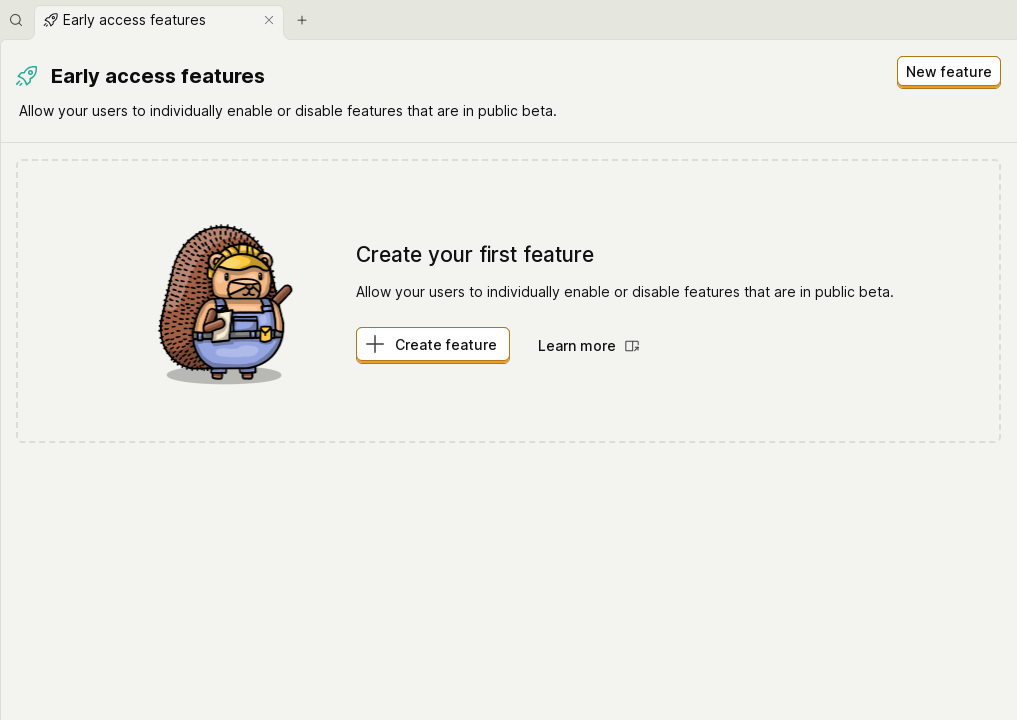 Early access features
Early access features
New feature
Allow your users to individually enable or disable features that are in public beta.
Create your first feature
Allow your users to individually enable or disable features that are in public beta.
Create feature
Learn more